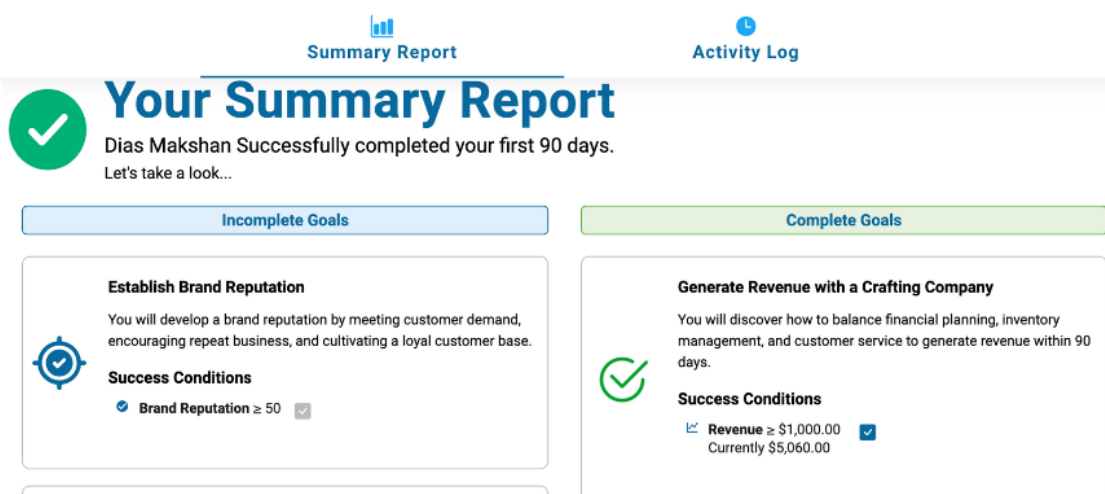 Summary Report
Activity Log
Your Summary Report
Dias Makshan Successfully completed your first 90 days.
Let's take a look...
Incomplete Goals
Establish Brand Reputation
You will develop a brand reputation by meeting customer demand,
encouraging repeat business, and cultivating a loyal customer base.
Success Conditions
Brand Reputation ≥ 50
Complete Goals
Generate Revenue with a Crafting Company
You will discover how to balance financial planning, inventory
management, and customer service to generate revenue within 90
days.
Success Conditions
Revenue ≥ $1,000.00
Currently $5,060.00